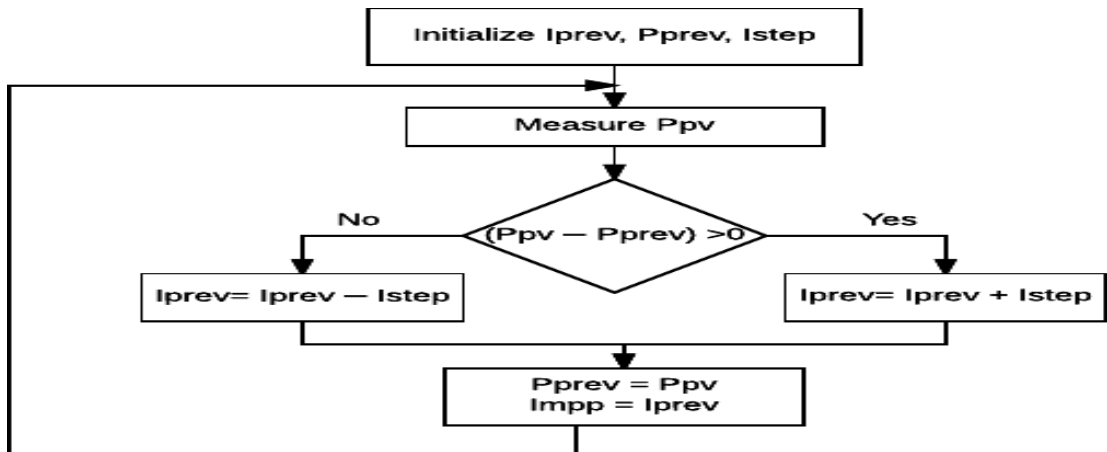 Initialize Iprev, Pprev, Istep
Measure Ppv
No
(Ppv – Pprev) >0
Yes
Iprev= Iprev – Istep
Iprev= Iprev + Istep
Pprev = Ppv
Impp = Iprev